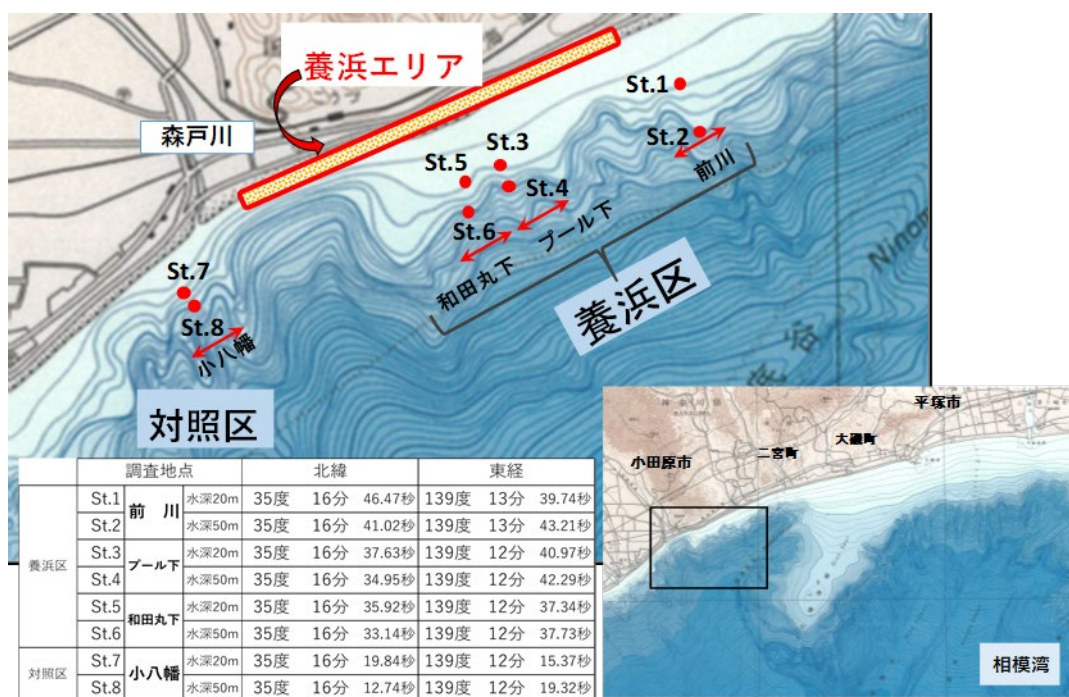 養浜エリア
森戸川
St.1
St.2
St.3
St.5
St.4
St.6
前川
プール下
和田丸下
養浜区
St.7
St.8
小八幡
対照区
Ninom
底 谷
調査地点 北緯 東経
養浜区 St.1 前 川 水深20m 35度 16分 46.47秒 139度 13分 39.74秒
St.2 水深50m 35度 16分 41.02秒 139度 13分 43.21秒
St.3 プール下 水深20m 35度 16分 37.63秒 139度 12分 40.97秒
St.4 水深50m 35度 16分 34.95秒 139度 12分 42.29秒
St.5 和田丸下 水深20m 35度 16分 35.92秒 139度 12分 37.34秒
St.6 水深50m 35度 16分 33.14秒 139度 12分 37.73秒
対照区 St.7 小八幡 水深20m 35度 16分 19.84秒 139度 12分 15.37秒
St.8 水深50m 35度 16分 12.74秒 139度 12分 19.32秒
平塚市
大磯町
二宮町
小田原市
相模湾